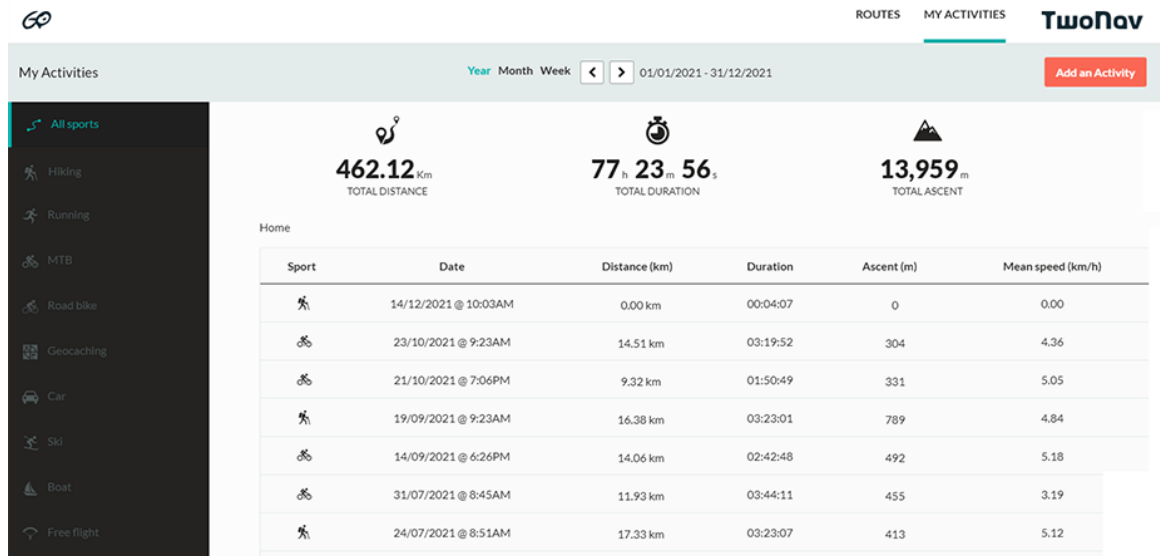 GO
ROUTES MY ACTIVITIES TwoNav
My Activities
Year Month Week 01/01/2021 - 31/12/2021
Add an Activity
All sports
Hiking
Running
MTB
Road bike
Geocaching
Car
Ski
Boat
Free flight
462.12 Km
TOTAL DISTANCE
77 h 23 m 56 s
TOTAL DURATION
13,959 m
TOTAL ASCENT
Home
Sport Date Distance (km) Duration Ascent (m) Mean speed (km/h)
14/12/2021 @ 10:03AM 0.00 km 00:04:07 0 0.00
23/10/2021 @ 9:23AM 14.51 km 03:19:52 304 4.36
21/10/2021 @ 7:06PM 9.32 km 01:50:49 331 5.05
19/09/2021 @ 9:23AM 16.38 km 03:23:01 789 4.84
14/09/2021 @ 6:26PM 14.06 km 02:42:48 492 5.18
31/07/2021 @ 8:45AM 11.93 km 03:44:11 455 3.19
24/07/2021 @ 8:51AM 17.33 km 03:23:07 413 5.12